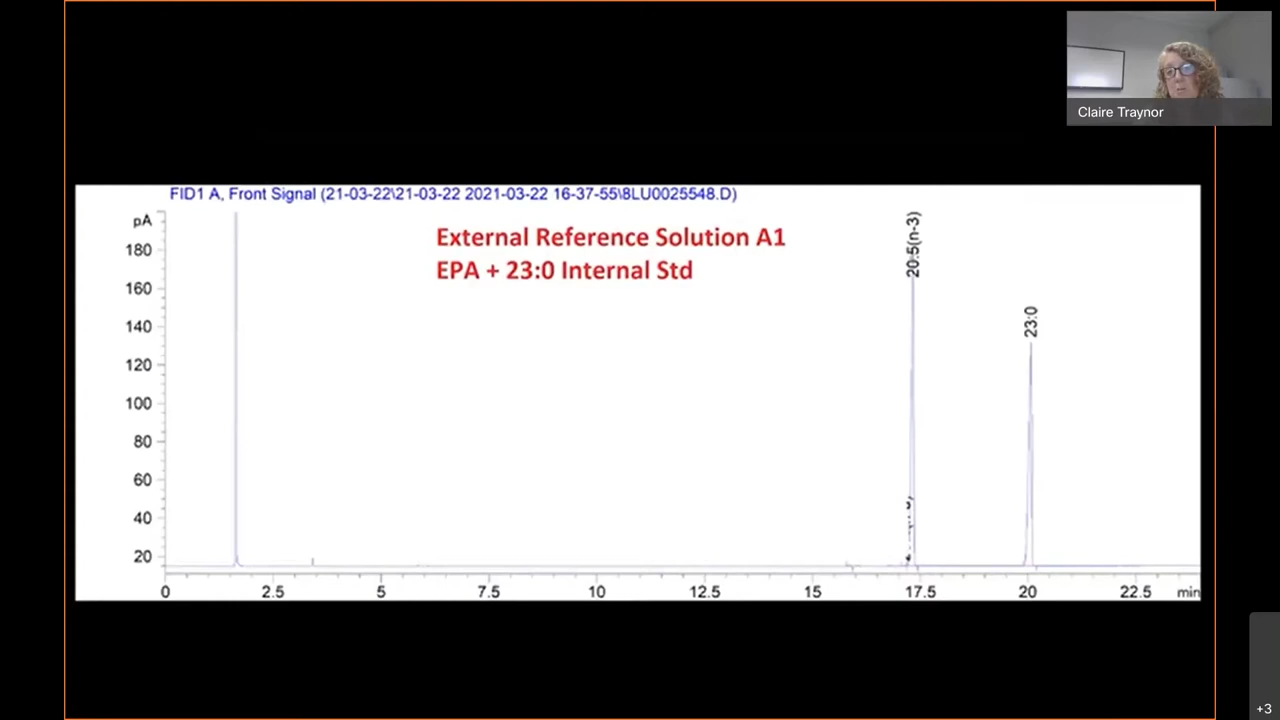 Claire Traynor
FID1 A, Front Signal (21-03-22\21-03-22 2021-03-22 16-37-55\8LU0025548.D)
pA
External Reference Solution A1
EPA + 23:0 Internal Std
20:5(n-3)
23:0
180
160
140
120
100
80
60
40
20
0 2.5 5 7.5 10 12.5 15 17.5 20 22.5 min
+3